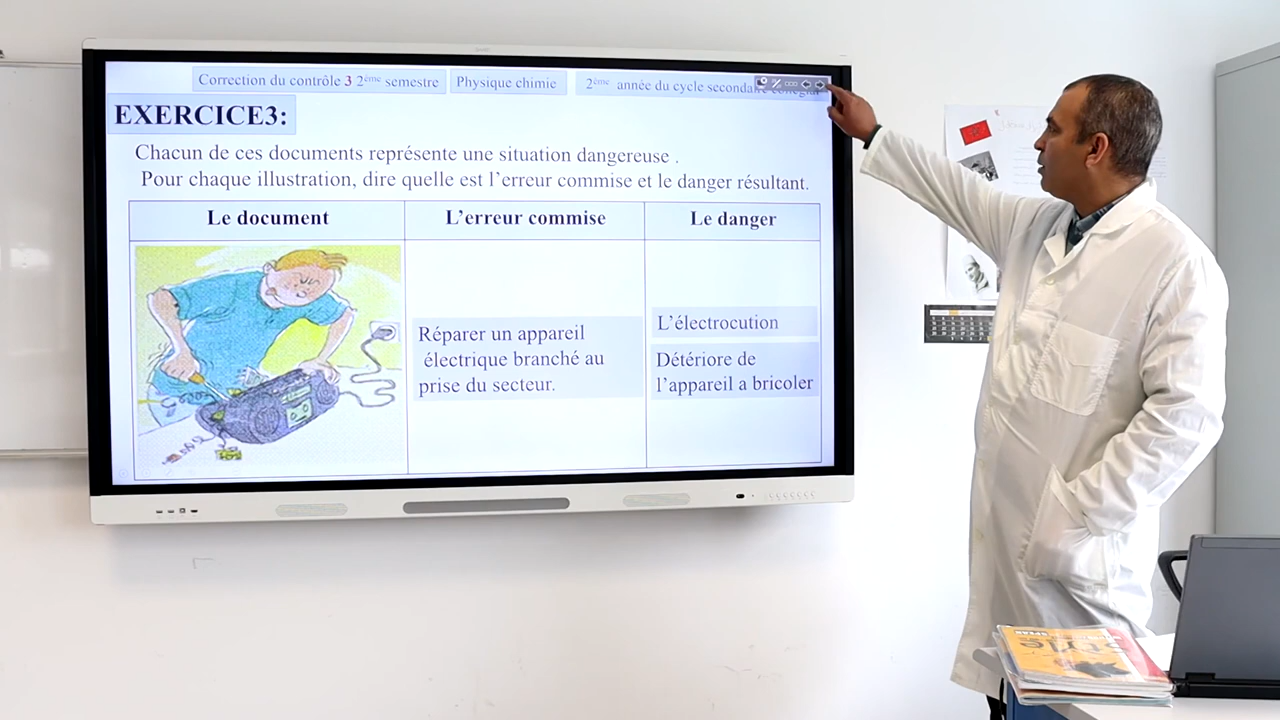 Correction du contrôle 3 2ème semestre
Physique chimie
2ème année du cycle secondaire collégial
EXERCICE3:
Chacun de ces documents représente une situation dangereuse .
Pour chaque illustration, dire quelle est l’erreur commise et le danger résultant.
Le document
L’erreur commise
Le danger
Réparer un appareil
électrique branché au
prise du secteur.
L’électrocution
Détériore de
l’appareil a bricoler